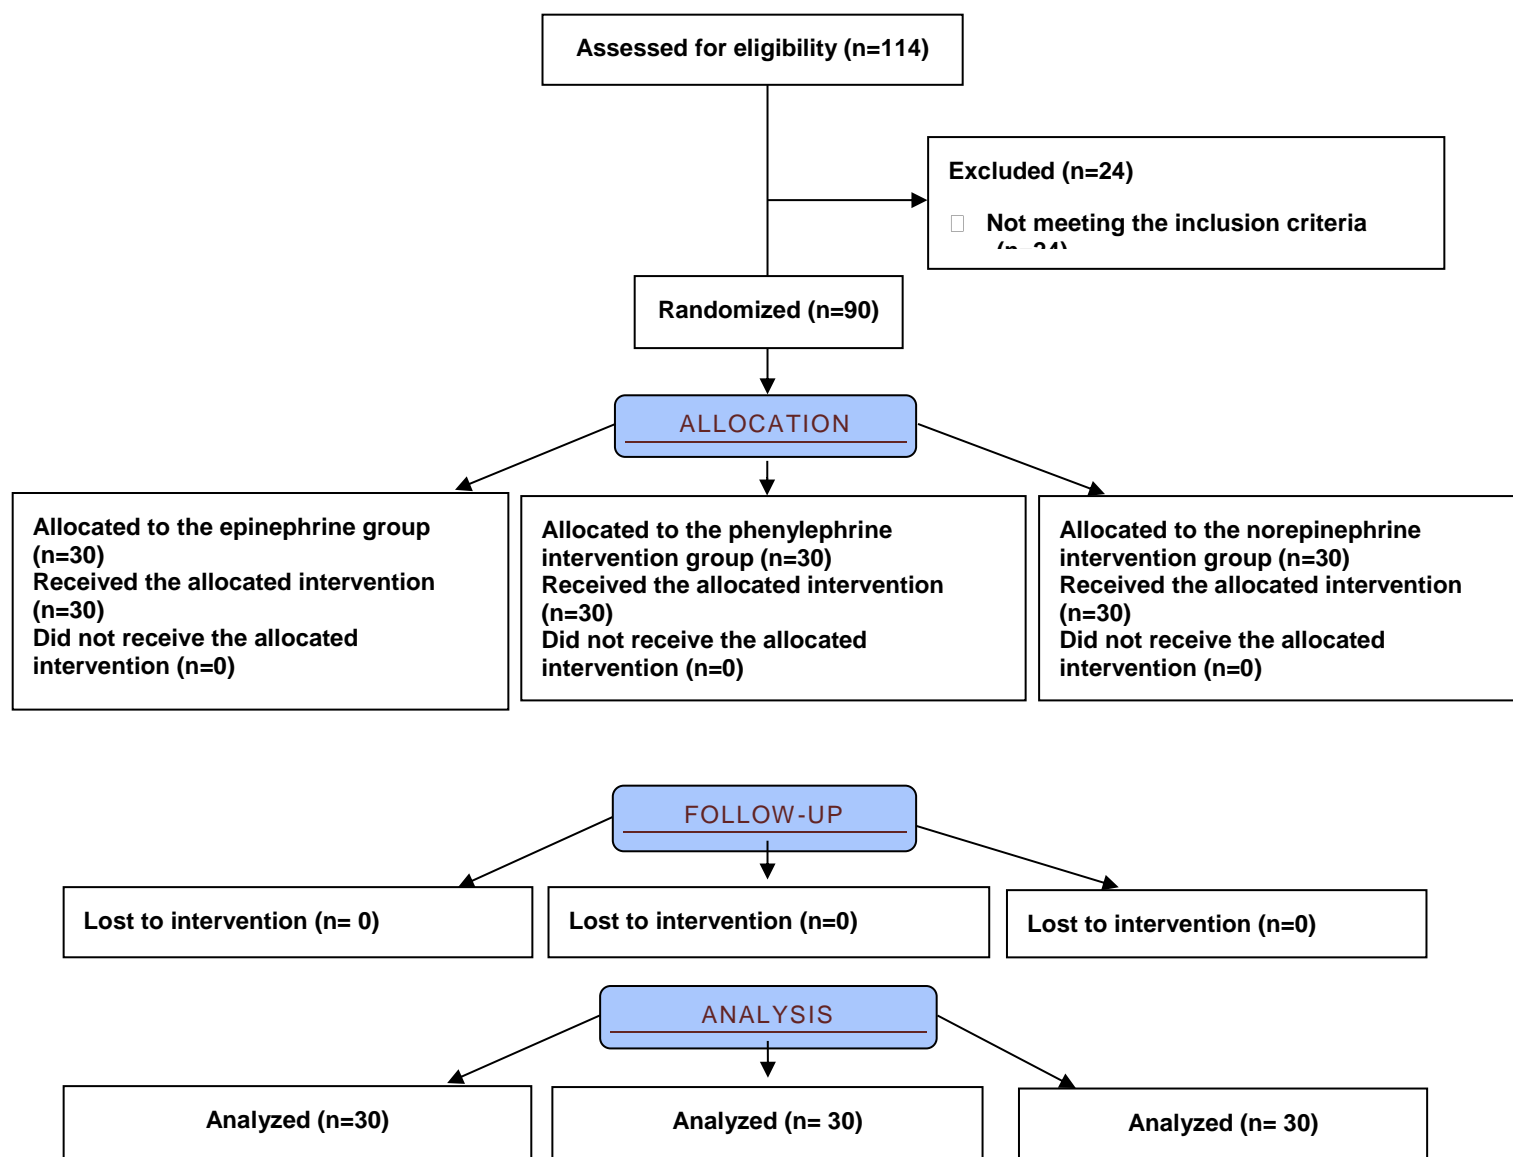 Assessed for eligibility (n=114)
Excluded (n=24)
Not meeting the inclusion criteria
(n=24)
Randomized (n=90)
ALLOCATION
Allocated to the epinephrine group
(n=30)
Received the allocated intervention
(n=30)
Did not receive the allocated
intervention (n=0)
Allocated to the phenylephrine
intervention group (n=30)
Received the allocated intervention
(n=30)
Did not receive the allocated
intervention (n=0)
Allocated to the norepinephrine
intervention group (n=30)
Received the allocated intervention
(n=30)
Did not receive the allocated
intervention (n=0)
FOLLOW-UP
Lost to intervention (n= 0)
Lost to intervention (n=0)
Lost to intervention (n=0)
ANALYSIS
Analyzed (n=30)
Analyzed (n= 30)
Analyzed (n= 30)